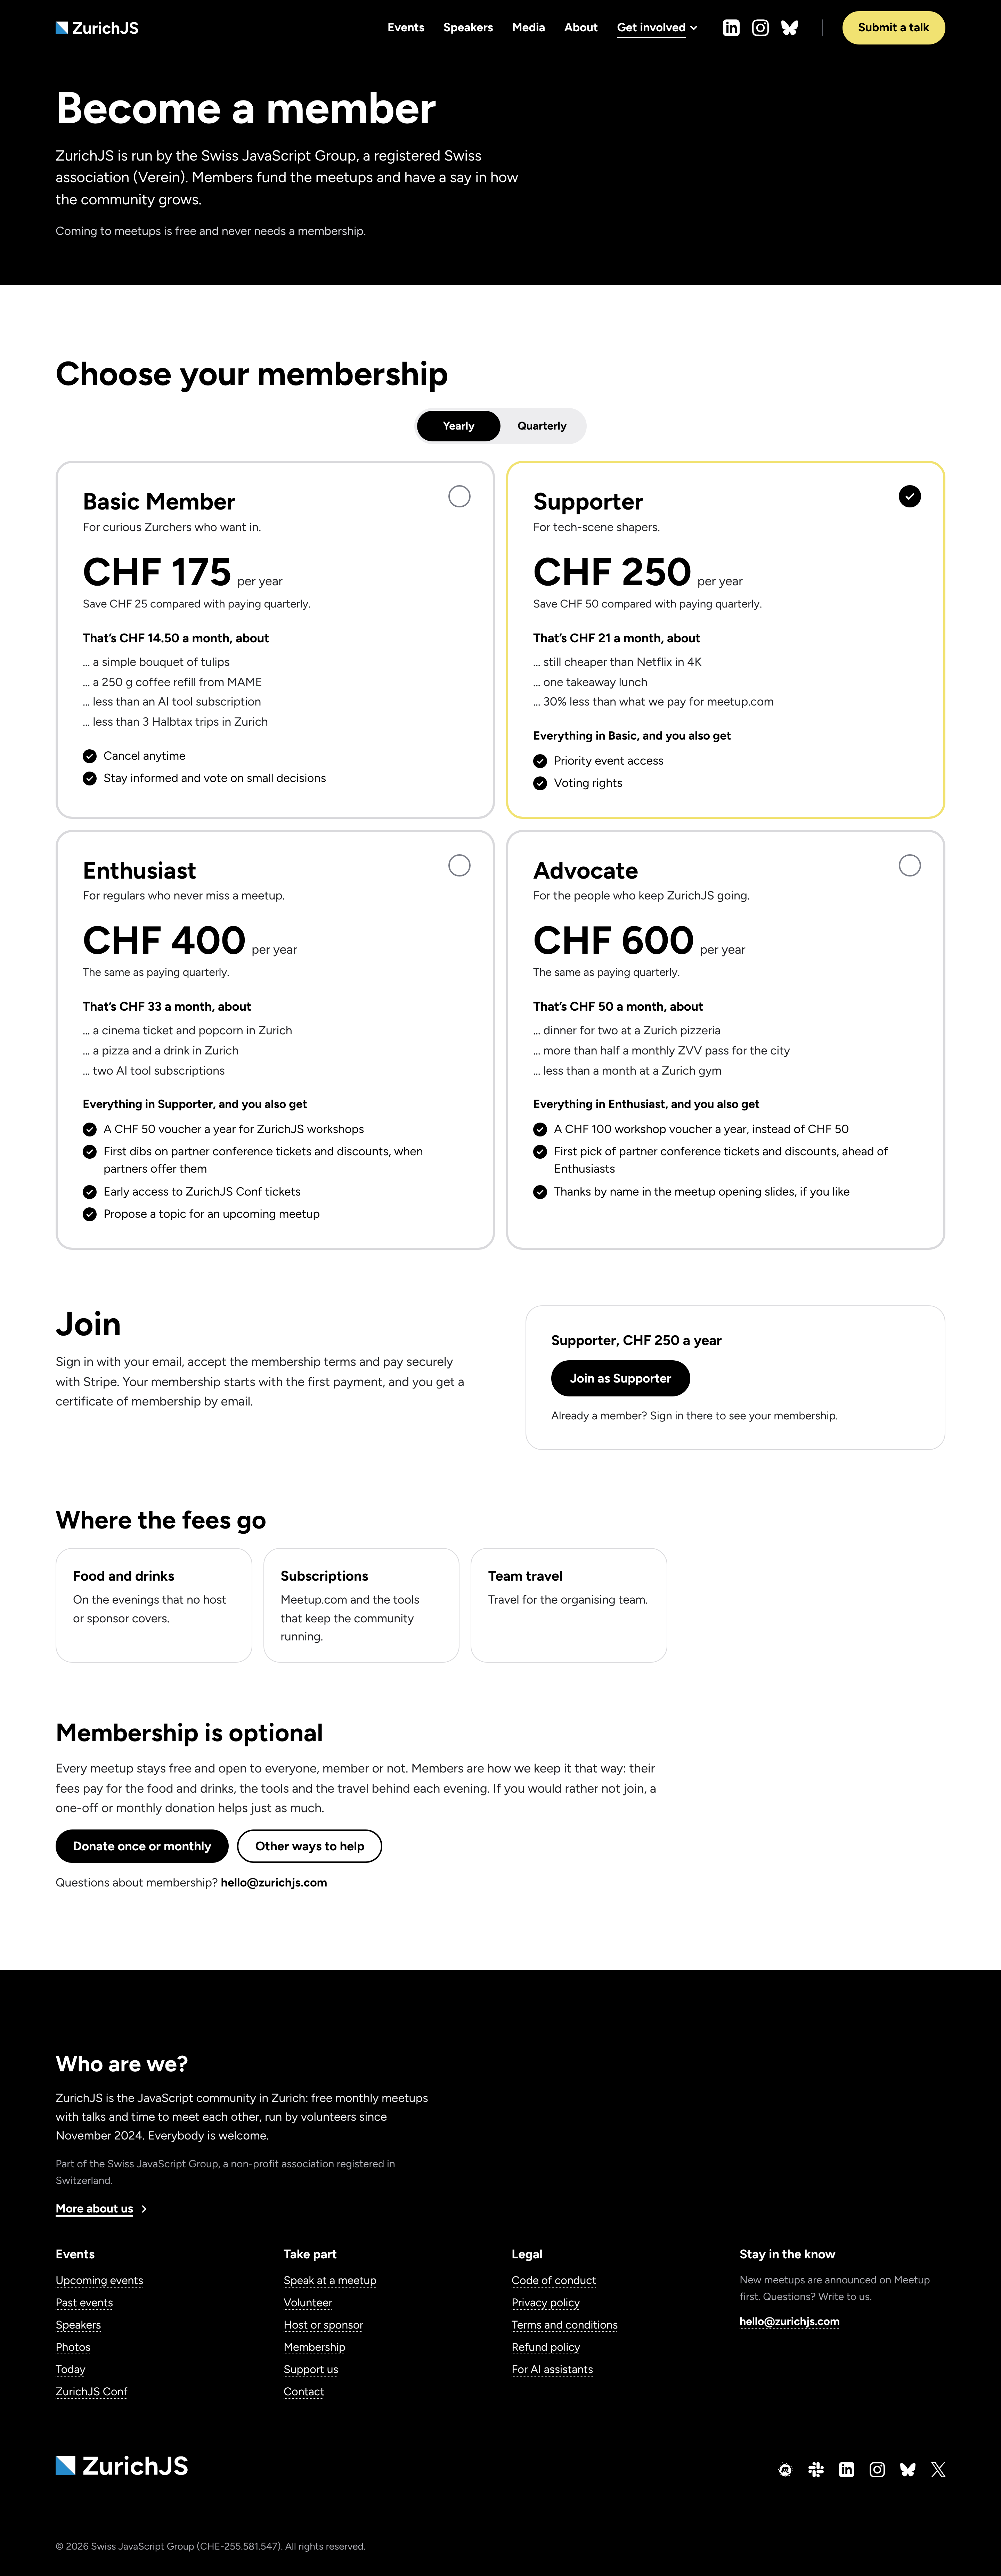 ZurichJS
Events
Speakers
Media
About
Get involved
Submit a talk
Become a member
ZurichJS is run by the Swiss JavaScript Group, a registered Swiss
association (Verein). Members fund the meetups and have a say in how
the community grows.
Coming to meetups is free and never needs a membership.
Choose your membership
Yearly
Quarterly
Basic Member
For curious Zurchers who want in.
CHF 175 per year
Save CHF 25 compared with paying quarterly.
That's CHF 14.50 a month, about
... a simple bouquet of tulips
... a 250 g coffee refill from MAME
... less than an AI tool subscription
... less than 3 Halbtax trips in Zurich
Cancel anytime
Stay informed and vote on small decisions
Supporter
For tech-scene shapers.
CHF 250 per year
Save CHF 50 compared with paying quarterly.
That's CHF 21 a month, about
... still cheaper than Netflix in 4K
... one takeaway lunch
... 30% less than what we pay for meetup.com
Everything in Basic, and you also get
Priority event access
Voting rights
Enthusiast
For regulars who never miss a meetup.
CHF 400 per year
The same as paying quarterly.
That's CHF 33 a month, about
... a cinema ticket and popcorn in Zurich
... a pizza and a drink in Zurich
... two AI tool subscriptions
Everything in Supporter, and you also get
A CHF 50 voucher a year for ZurichJS workshops
First dibs on partner conference tickets and discounts, when
partners offer them
Early access to ZurichJS Conf tickets
Propose a topic for an upcoming meetup
Advocate
For the people who keep ZurichJS going.
CHF 600 per year
The same as paying quarterly.
That's CHF 50 a month, about
... dinner for two at a Zurich pizzeria
... more than half a monthly ZVV pass for the city
... less than a month at a Zurich gym
Everything in Enthusiast, and you also get
A CHF 100 workshop voucher a year, instead of CHF 50
First pick of partner conference tickets and discounts, ahead of
Enthusiasts
Thanks by name in the meetup opening slides, if you like
Join
Sign in with your email, accept the membership terms and pay securely
with Stripe. Your membership starts with the first payment, and you get a
certificate of membership by email.
Supporter, CHF 250 a year
Join as Supporter
Already a member? Sign in there to see your membership.
Where the fees go
Food and drinks
On the evenings that no host
or sponsor covers.
Subscriptions
Meetup.com and the tools
that keep the community
running.
Team travel
Travel for the organising team.
Membership is optional
Every meetup stays free and open to everyone, member or not. Members are how we keep it that way: their
fees pay for the food and drinks, the tools and the travel behind each evening. If you would rather not join, a
one-off or monthly donation helps just as much.
Donate once or monthly
Other ways to help
Questions about membership? hello@zurichjs.com
Who are we?
ZurichJS is the JavaScript community in Zurich: free monthly meetups
with talks and time to meet each other, run by volunteers since
November 2024. Everybody is welcome.
Part of the Swiss JavaScript Group, a non-profit association registered in
Switzerland.
More about us
Events
Upcoming events
Past events
Speakers
Photos
Today
ZurichJS Conf
Take part
Speak at a meetup
Volunteer
Host or sponsor
Membership
Support us
Contact
Legal
Code of conduct
Privacy policy
Terms and conditions
Refund policy
For AI assistants
Stay in the know
New meetups are announced on Meetup
first. Questions? Write to us.
hello@zurichjs.com
ZurichJS
© 2026 Swiss JavaScript Group (CHE-255.581.547). All rights reserved.